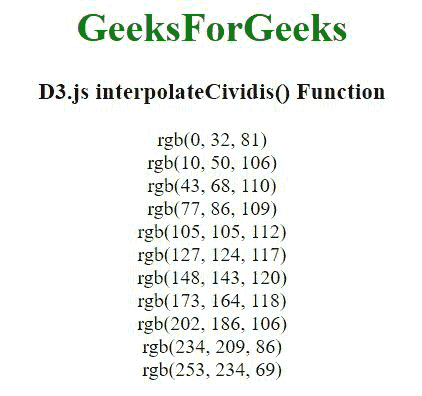 GeeksForGeeks
D3.js interpolateCividis() Function
rgb(0, 32, 81)
rgb(10, 50, 106)
rgb(43, 68, 110)
rgb(77, 86, 109)
rgb(105, 105, 112)
rgb(127, 124, 117)
rgb(148, 143, 120)
rgb(173, 164, 118)
rgb(202, 186, 106)
rgb(234, 209, 86)
rgb(253, 234, 69)